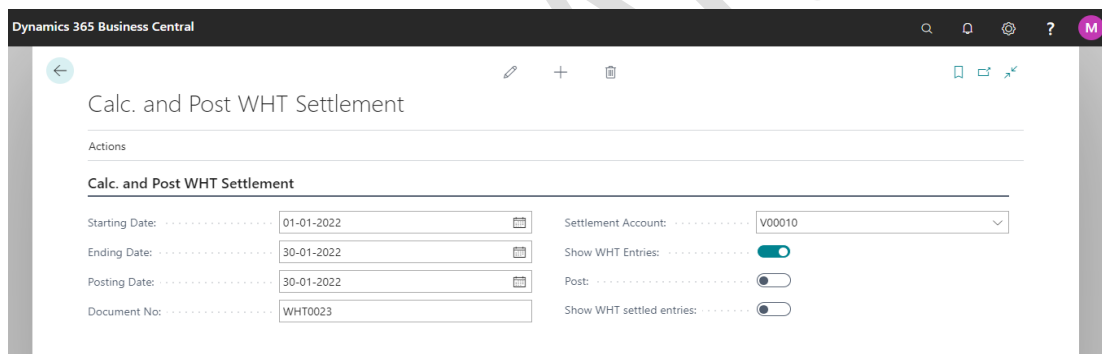 Dynamics 365 Business Central
? M
Calc. and Post WHT Settlement
Actions
Calc. and Post WHT Settlement
Starting Date: 01-01-2022 Settlement Account: V00010
Ending Date: 30-01-2022 Show WHT Entries:
Posting Date: 30-01-2022 Post:
Document No: WHT0023 Show WHT settled entries: